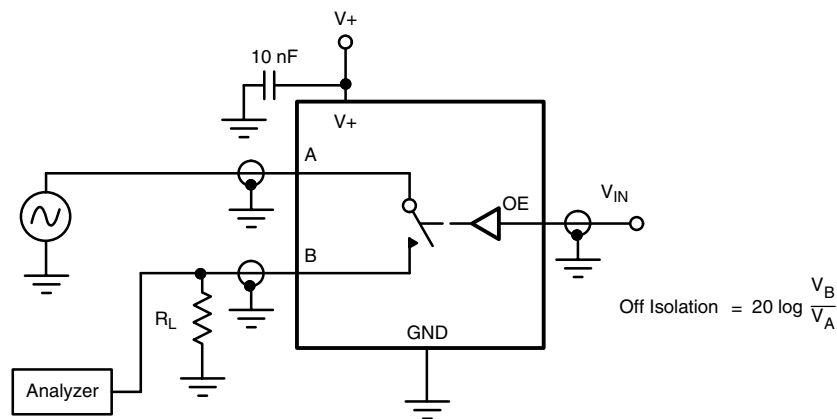 V+
10 nF
V+
A
OE
V_IN
B
R_L
GND
Analyzer
Off Isolation = 20 log V_B / V_A